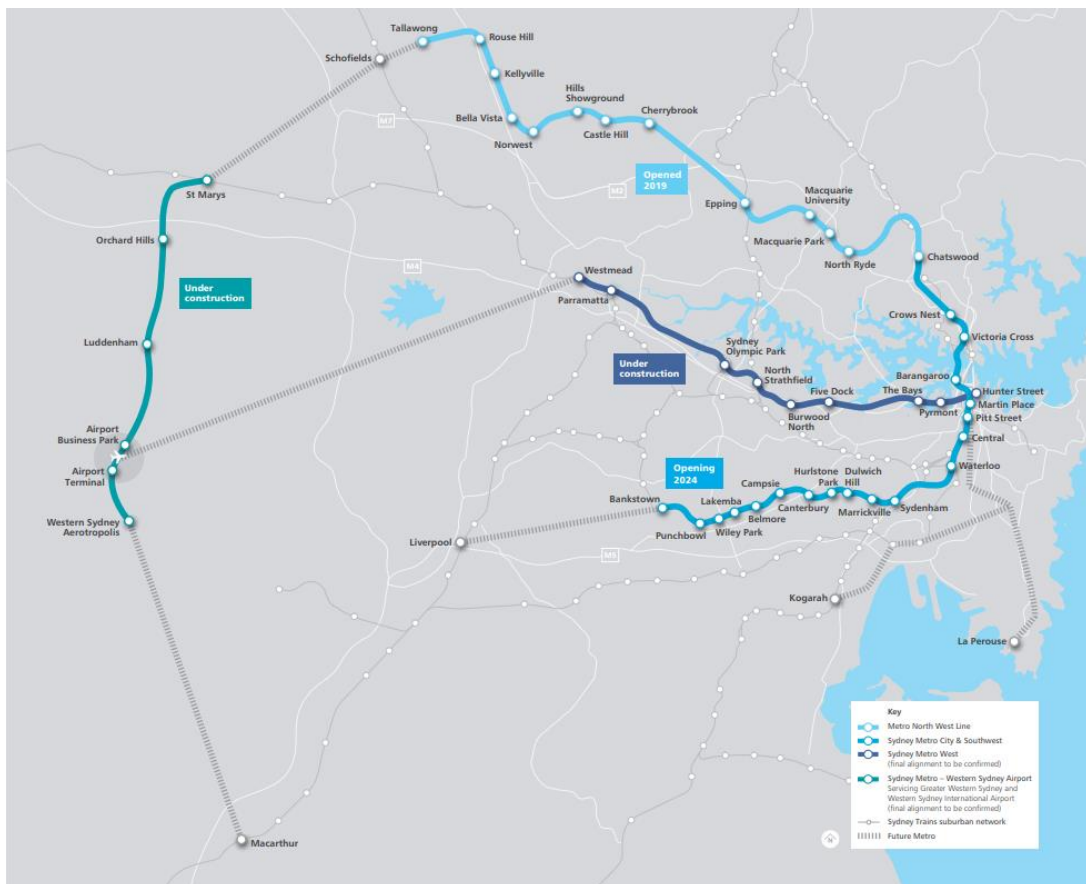 Tallawong
Rouse Hill
Schofields
Kellyville
Hills
Showground
Cherrybrook
Bella Vista
Castle Hill
M7
Norwest
Opened
2019
M2
St Marys
Epping
Macquarie
University
Orchard Hills
Macquarie Park
North Ryde
Chatswood
M4
Westmead
Under
construction
Parramatta
Crows Nest
Luddenham
Sydney
Olympic Park
Victoria Cross
Under
construction
North
Strathfield
Barangaroo
Five Dock
The Bays
Hunter Street
Martin Place
Burwood
North
Pyrmont
Pitt Street
Airport
Business Park
Central
Airport
Terminal
Opening
2024
Waterloo
Campsie
Hurlstone
Park
Dulwich
Hill
Bankstown
Lakemba
Canterbury
Sydenham
Belmore
Marrickville
Western Sydney
Aerotropolis
Punchbowl
Wiley Park
Liverpool
M5
Kogarah
La Perouse
Macarthur
Key
Metro North West Line
Sydney Metro City & Southwest
Sydney Metro West
(final alignment to be confirmed)
Sydney Metro – Western Sydney Airport
Servicing Greater Western Sydney and
Western Sydney International Airport
(final alignment to be confirmed)
Sydney Trains suburban network
Future Metro
N